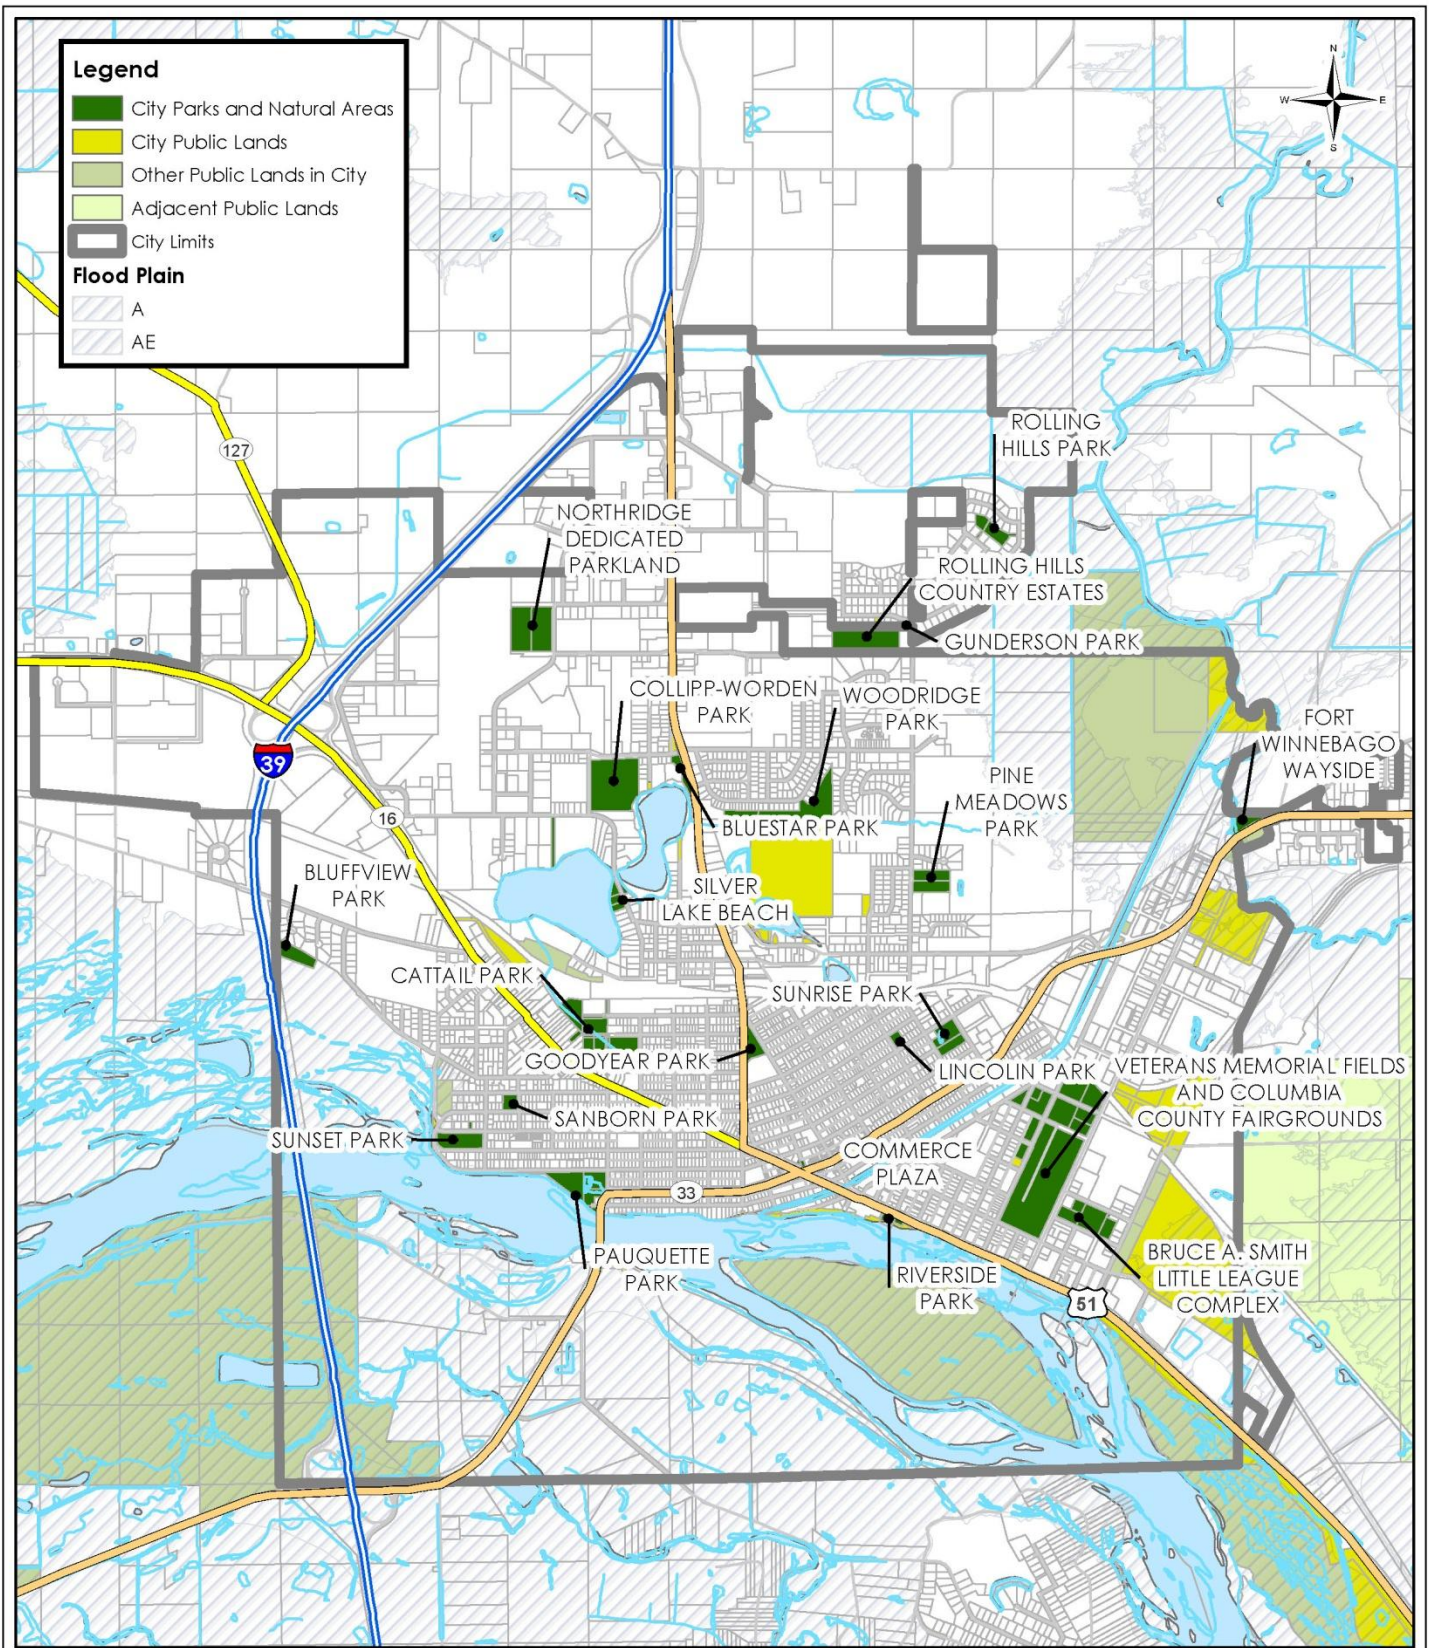 Legend
City Parks and Natural Areas
City Public Lands
Other Public Lands in City
Adjacent Public Lands
City Limits
Flood Plain
A
AE
N
W
E
S
127
ROLLING
HILLS PARK
NORTHRIDGE
DEDICATED
PARKLAND
ROLLING HILLS
COUNTRY ESTATES
GUNDERSON PARK
COLLIPP-WORDEN
PARK
WOODRIDGE
PARK
FORT
WINNEBAGO
WAYSIDE
39
PINE
MEADOWS
PARK
16
BLUESTAR PARK
BLUFFVIEW
PARK
SILVER
LAKE BEACH
CATTAIL PARK
SUNRISE PARK
GOODYEAR PARK
LINCOLIN PARK
VETERANS MEMORIAL FIELDS
AND COLUMBIA
COUNTY FAIRGROUNDS
SANBORN PARK
SUNSET PARK
COMMERCE
PLAZA
33
PAUQUETTE
PARK
RIVERSIDE
PARK
BRUCE A. SMITH
LITTLE LEAGUE
COMPLEX
51